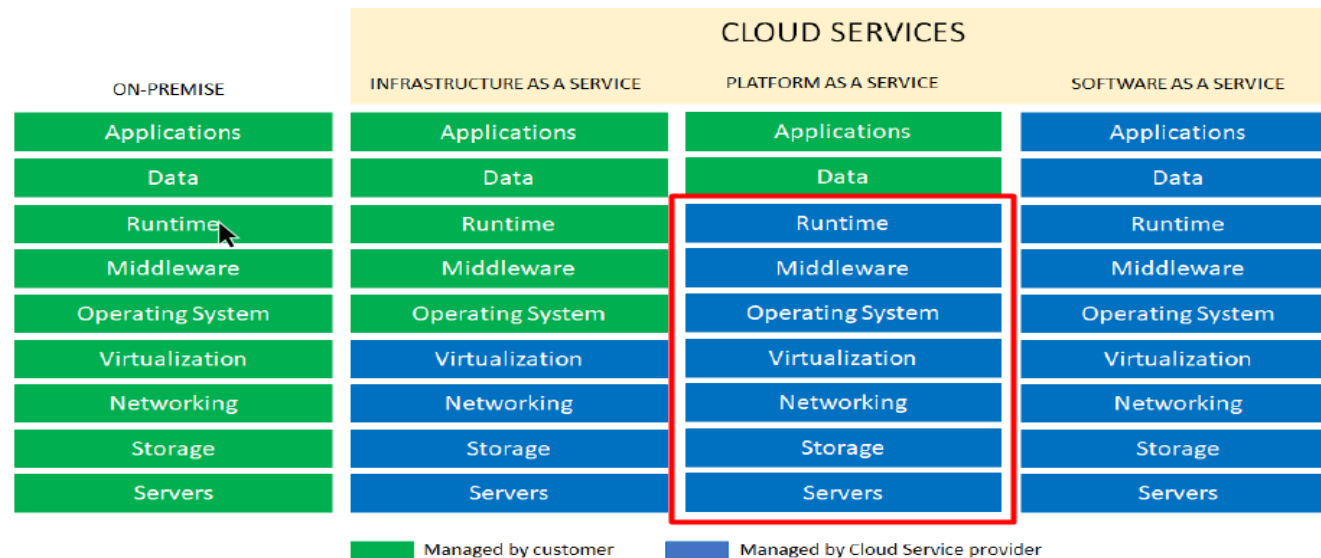 CLOUD SERVICES
ON-PREMISE
INFRASTRUCTURE AS A SERVICE
PLATFORM AS A SERVICE
SOFTWARE AS A SERVICE
Applications Applications Applications Applications
Data Data Data Data
Runtime Runtime Runtime Runtime
Middleware Middleware Middleware Middleware
Operating System Operating System Operating System Operating System
Virtualization Virtualization Virtualization Virtualization
Networking Networking Networking Networking
Storage Storage Storage Storage
Servers Servers Servers Servers
Managed by customer Managed by Cloud Service provider